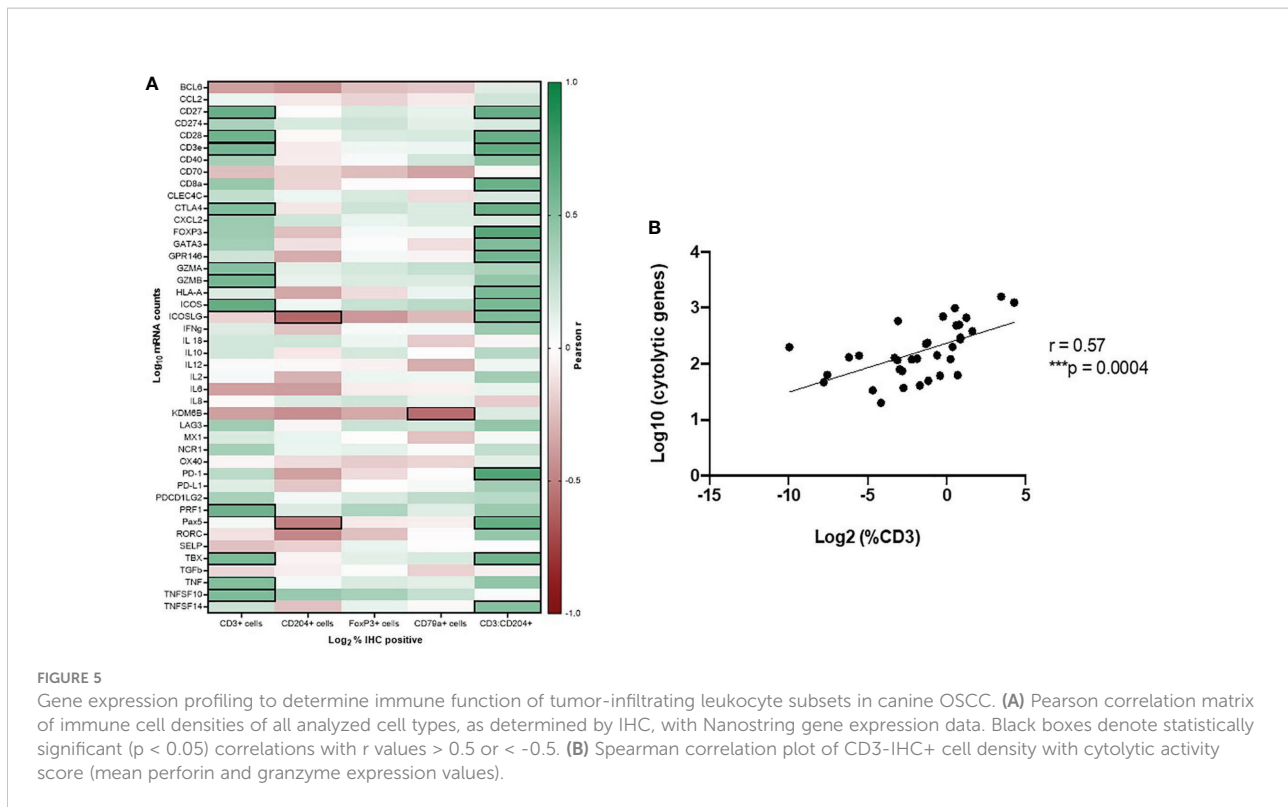 A
BCL6
CCL2
CD27
CD274
CD28
CD3e
CD40
CD70
CD8a
CLEC4C
CTLA4
CXCL2
FOXP3
GATA3
GPR146
GZMA
GZMB
HLA-A
ICOS
ICOSLG
IFNg
IL 18
IL10
IL12
IL2
IL6
IL8
KDM6B
LAG3
MX1
NCR1
OX40
PD-1
PD-L1
PDCD1LG2
PRF1
Pax5
RORC
SELP
TBX
TGFb
TNF
TNFSF10
TNFSF14
Log10 mRNA counts
CD3+ cells CD204+ cells FoxP3+ cells CD79a+ cells CD3:CD204+
Log2 % IHC positive
1.0
0.5
0
-0.5
-1.0
Pearson r
B
Log10 (cytolytic genes)
4
3
2
1
0
-15 -10 -5 0 5
Log2 (%CD3)
r = 0.57
***p = 0.0004
FIGURE 5
Gene expression profiling to determine immune function of tumor-infiltrating leukocyte subsets in canine OSCC. (A) Pearson correlation matrix
of immune cell densities of all analyzed cell types, as determined by IHC, with Nanostring gene expression data. Black boxes denote statistically
significant (p < 0.05) correlations with r values > 0.5 or < -0.5. (B) Spearman correlation plot of CD3-IHC+ cell density with cytolytic activity
score (mean perforin and granzyme expression values).